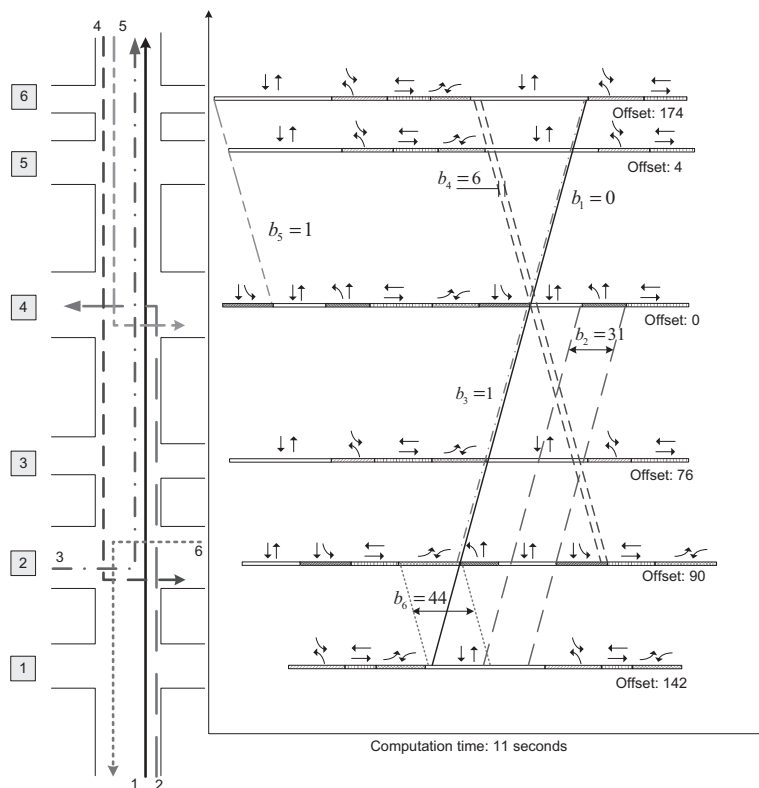 4 5
6
Offset: 174
5
Offset: 4
b₄ = 6
b₁ = 0
b₅ = 1
4
Offset: 0
b₂ = 31
b₃ = 1
3
Offset: 76
6
2
3
Offset: 90
b₆ = 44
1
Offset: 142
Computation time: 11 seconds
1 2